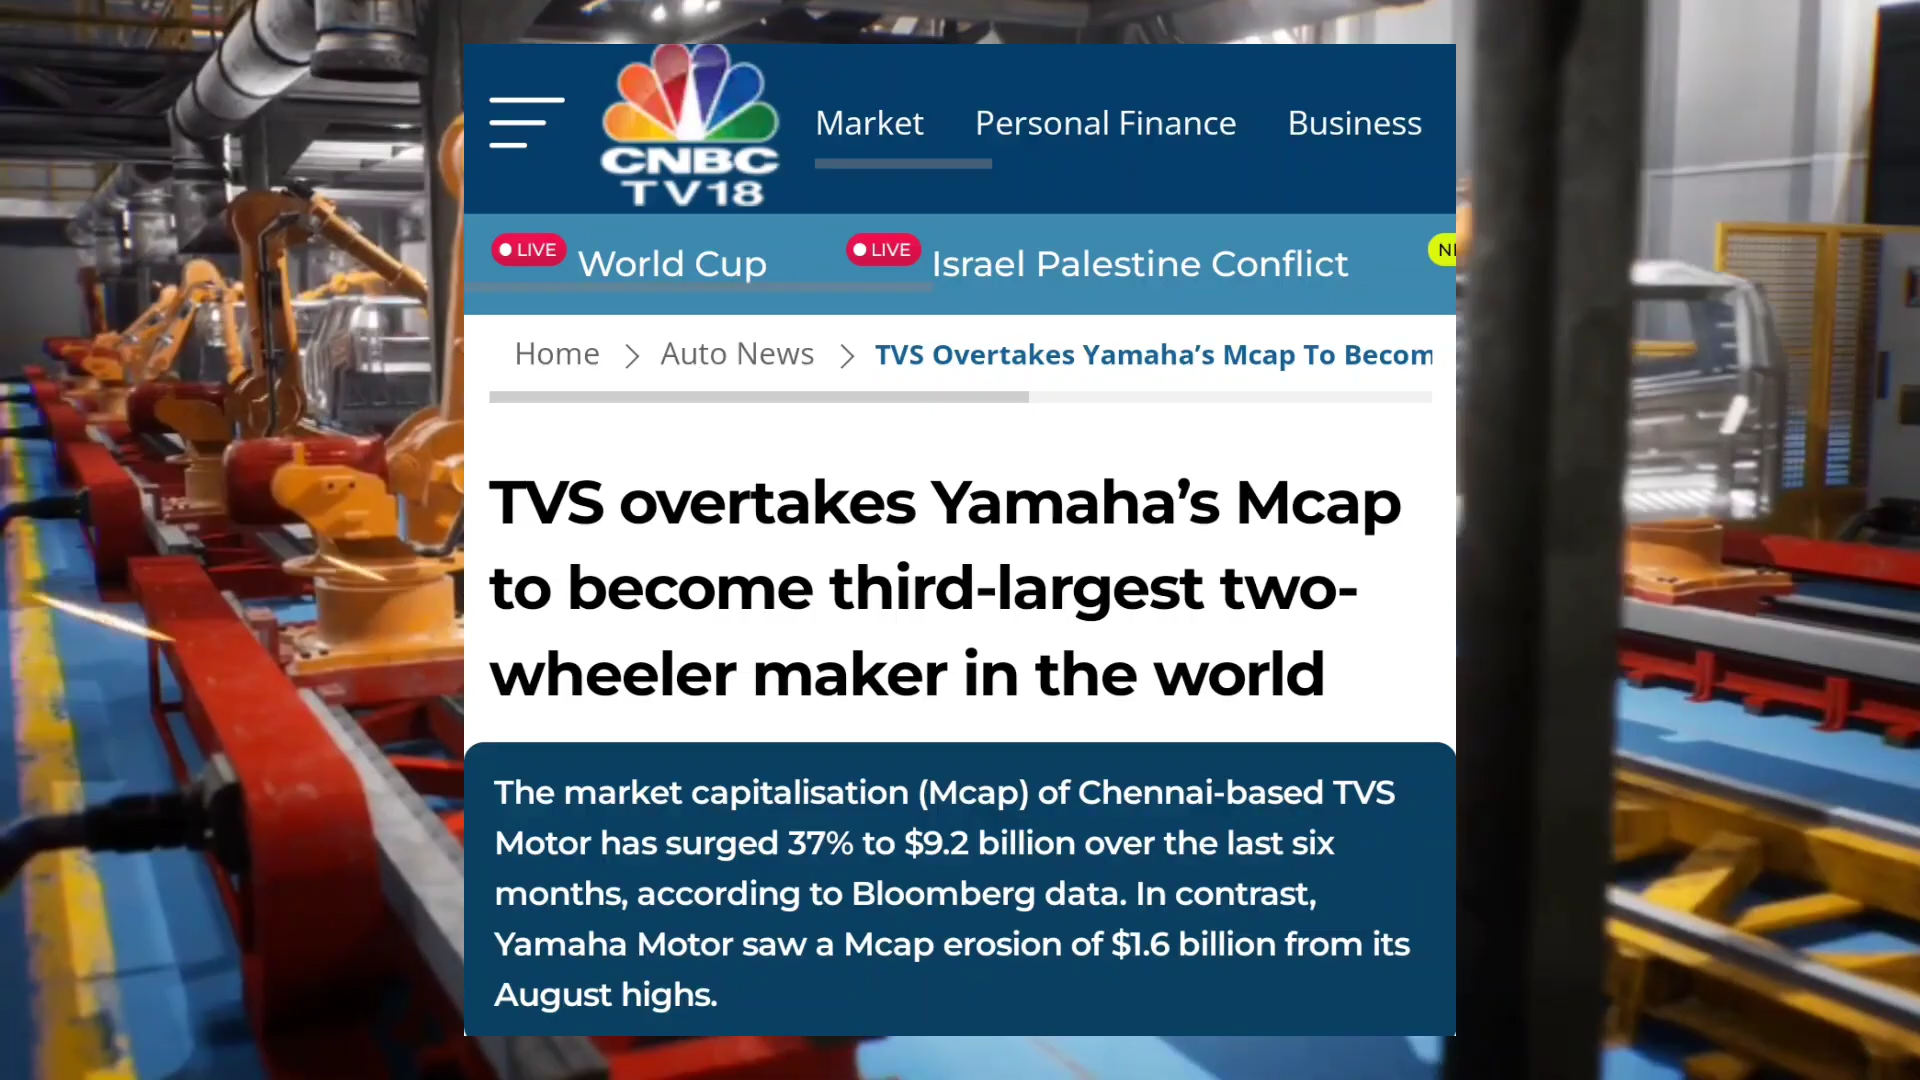 CNBC
TV18
Market Personal Finance Business
LIVE World Cup LIVE Israel Palestine Conflict
Home > Auto News > TVS Overtakes Yamaha’s Mcap To Becom
TVS overtakes Yamaha’s Mcap
to become third-largest two-
wheeler maker in the world
The market capitalisation (Mcap) of Chennai-based TVS
Motor has surged 37% to $9.2 billion over the last six
months, according to Bloomberg data. In contrast,
Yamaha Motor saw a Mcap erosion of $1.6 billion from its
August highs.